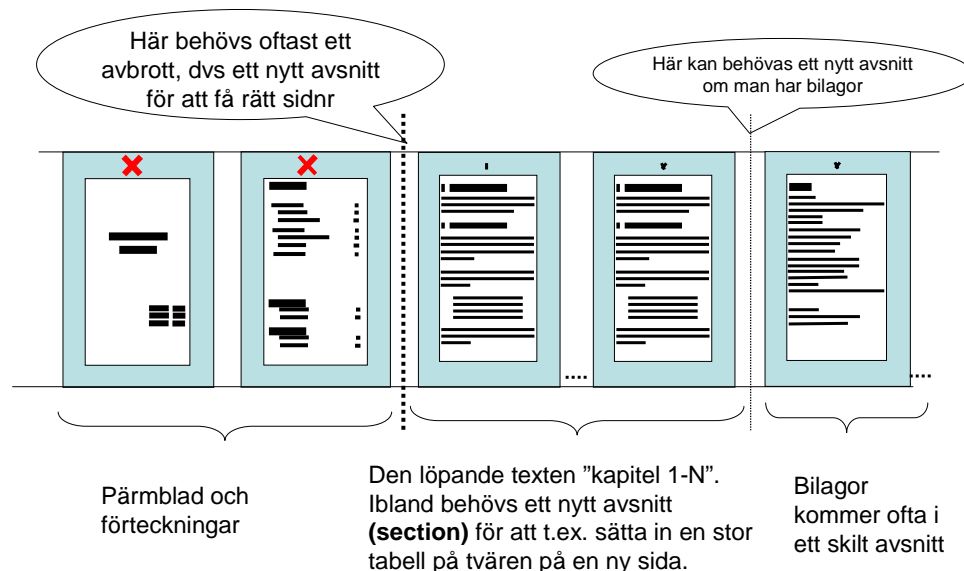 Här behövs oftast ett
avbrott, dvs ett nytt avsnitt
för att få rätt sidnr
Här kan behövas ett nytt avsnitt
om man har bilagor
Pärmblad och
förteckningar
Den löpande texten ”kapitel 1-N”.
Ibland behövs ett nytt avsnitt
(section) för att t.ex. sätta in en stor
tabell på tvären på en ny sida.
Bilagor
kommer ofta i
ett skilt avsnitt